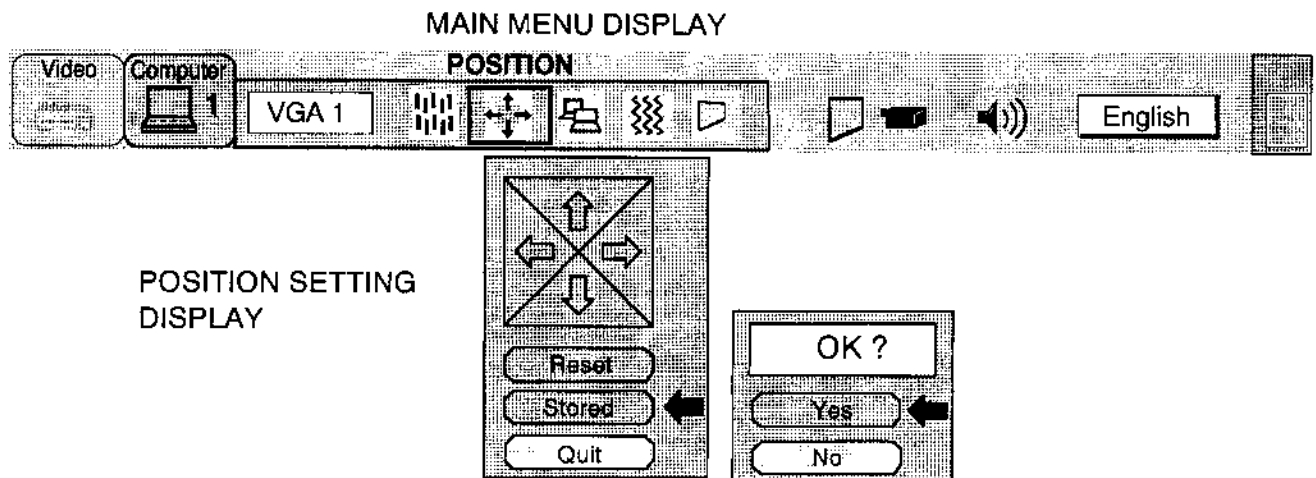 MAIN MENU DISPLAY
POSITION
Video
Computer
1
VGA 1
English
POSITION SETTING
DISPLAY
Reset
Stored
Quit
OK ?
Yes
No